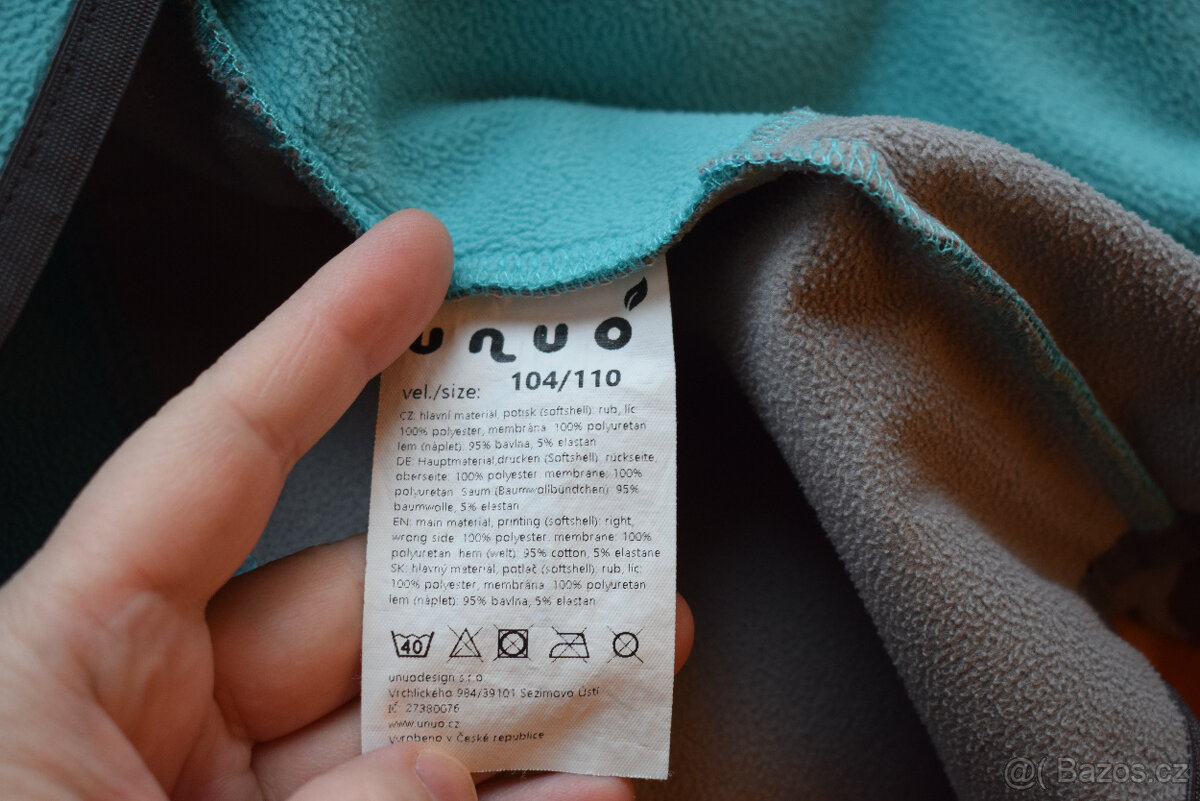 unuo
vel./size: 104/110
CZ: hlavní materiál, potisk (softshell): rub, líc:
100% polyester, membrána: 100% polyuretan
lem (náplet): 95% bavlna, 5% elastan
DE: Hauptmaterial,drucken (Softshell): rückseite,
oberseite: 100% polyester, membrane: 100%
polyuretan. Saum (Baumwollbündchen): 95%
baumwolle, 5% elastan
EN: main material, printing (softshell): right,
wrong side: 100% polyester, membrane: 100%
polyuretan. hem (welt): 95% cotton, 5% elastane
SK: hlavný materiál, potlač (softshell): rub, líc:
100% polyester, membrána: 100% polyuretan
lem (náplet): 95% bavlna, 5% elastan
40
unuodesign s.r.o.
Vrchlického 984/39101 Sezimovo Ústí
IČ: 27380076
www.unuo.cz
Vyrobeno v České republice
@( Bazos.cz